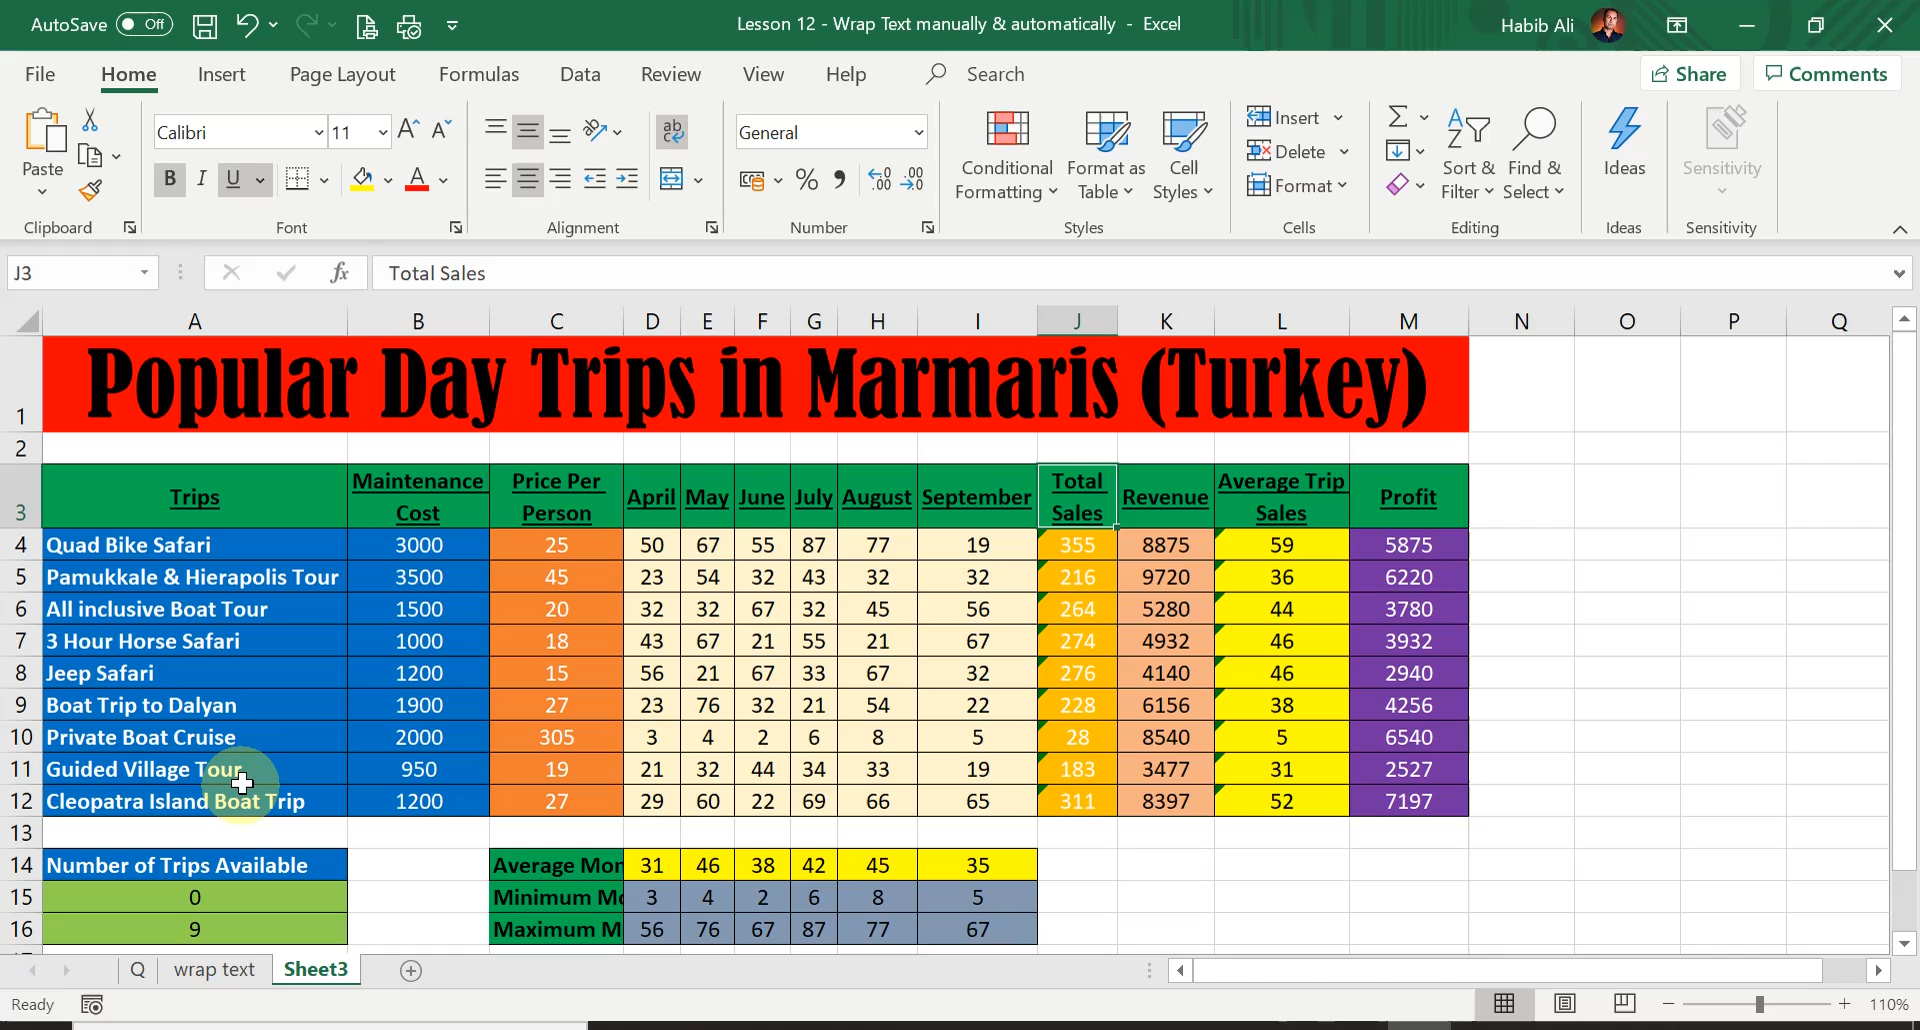 AutoSave Off Lesson 12 - Wrap Text manually & automatically - Excel Habib Ali
File Home Insert Page Layout Formulas Data Review View Help Search Share Comments
Paste Calibri 11 General Conditional Formatting Format as Table Cell Styles Insert Delete Format Sort & Filter Find & Select Ideas Sensitivity
B I U
Clipboard Font Alignment Number Styles Cells Editing Ideas Sensitivity
J3 fx Total Sales
A B C D E F G H I J K L M N O P Q
1 Popular Day Trips in Marmaris (Turkey)
2
3 Trips Maintenance Cost Price Per Person April May June July August September Total Sales Revenue Average Trip Sales Profit
4 Quad Bike Safari 3000 25 50 67 55 87 77 19 355 8875 59 5875
5 Pamukkale & Hierapolis Tour 3500 45 23 54 32 43 32 32 216 9720 36 6220
6 All inclusive Boat Tour 1500 20 32 32 67 32 45 56 264 5280 44 3780
7 3 Hour Horse Safari 1000 18 43 67 21 55 21 67 274 4932 46 3932
8 Jeep Safari 1200 15 56 21 67 33 67 32 276 4140 46 2940
9 Boat Trip to Dalyan 1900 27 23 76 32 21 54 22 228 6156 38 4256
10 Private Boat Cruise 2000 305 3 4 2 6 8 5 28 8540 5 6540
11 Guided Village Tour 950 19 21 32 44 34 33 19 183 3477 31 2527
12 Cleopatra Island Boat Trip 1200 27 29 60 22 69 66 65 311 8397 52 7197
13
14 Number of Trips Available Average Mon 31 46 38 42 45 35
15 0 Minimum Mo 3 4 2 6 8 5
16 9 Maximum M 56 76 67 87 77 67
Q wrap text Sheet3
Ready 110%